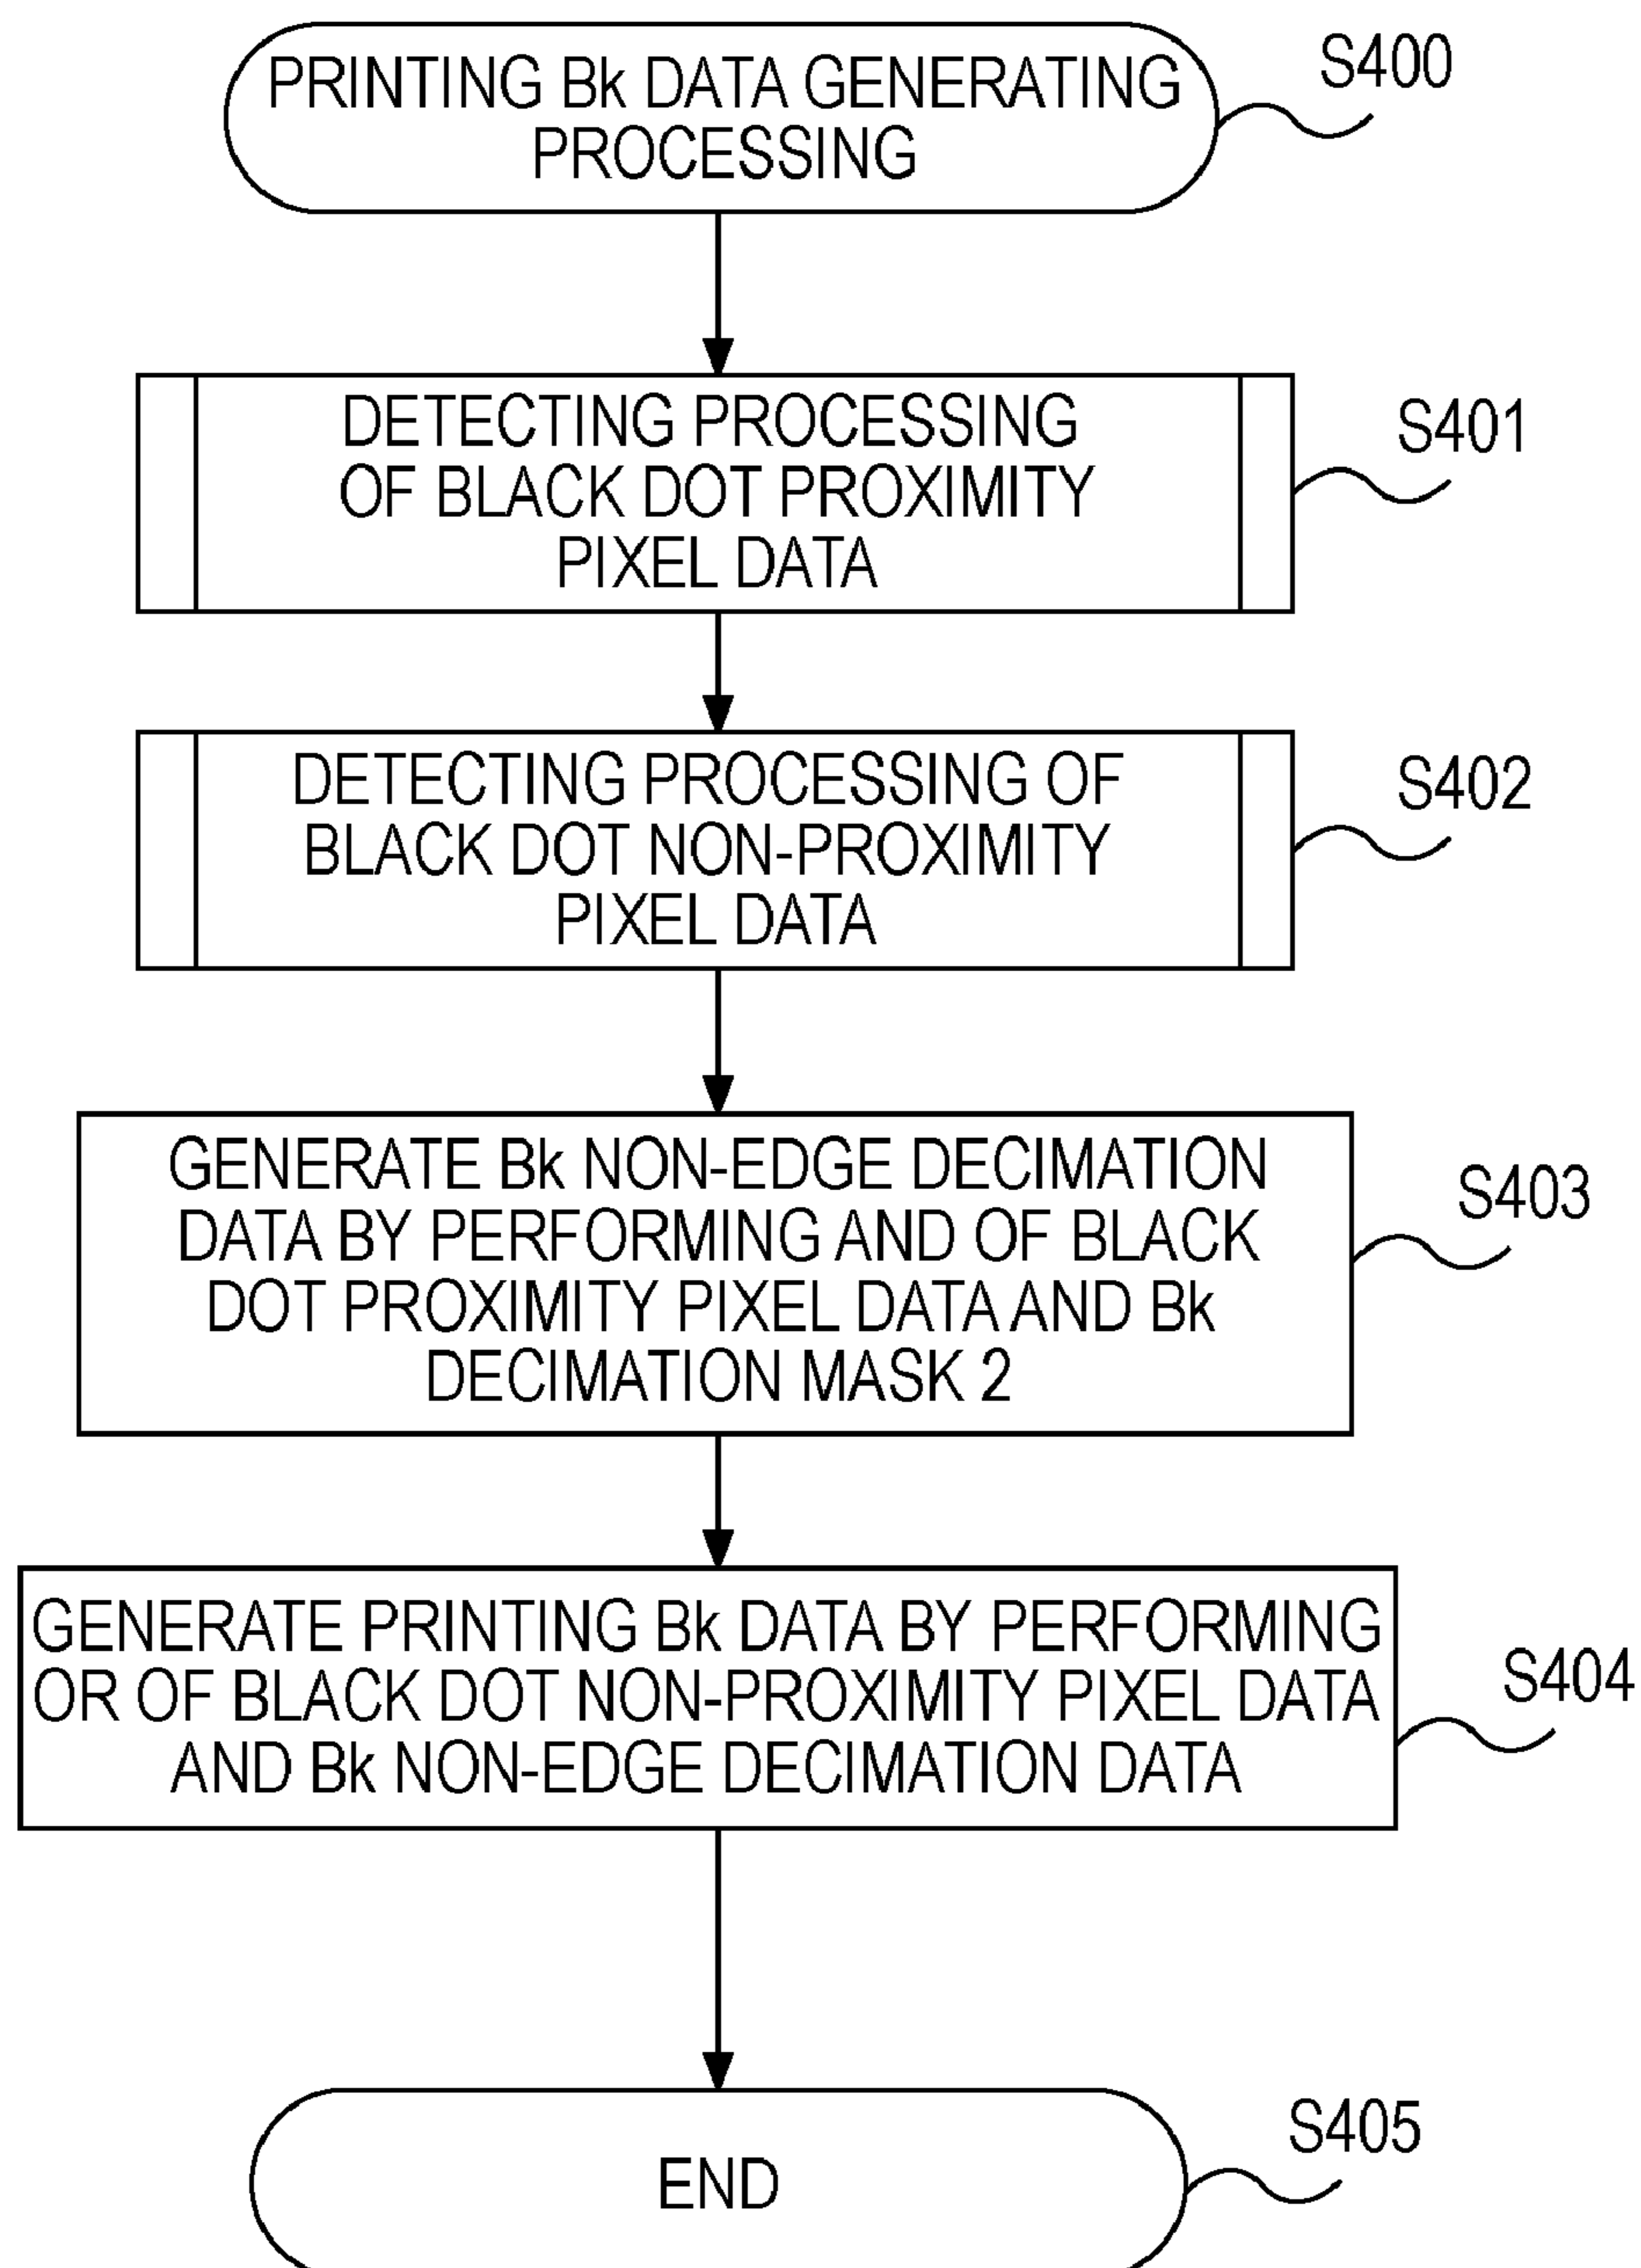 PRINTING Bk DATA GENERATING
PROCESSING
S400
DETECTING PROCESSING
OF BLACK DOT PROXIMITY
PIXEL DATA
S401
DETECTING PROCESSING OF
BLACK DOT NON-PROXIMITY
PIXEL DATA
S402
GENERATE Bk NON-EDGE DECIMATION
DATA BY PERFORMING AND OF BLACK
DOT PROXIMITY PIXEL DATA AND Bk
DECIMATION MASK 2
S403
GENERATE PRINTING Bk DATA BY PERFORMING
OR OF BLACK DOT NON-PROXIMITY PIXEL DATA
AND Bk NON-EDGE DECIMATION DATA
S404
END
S405